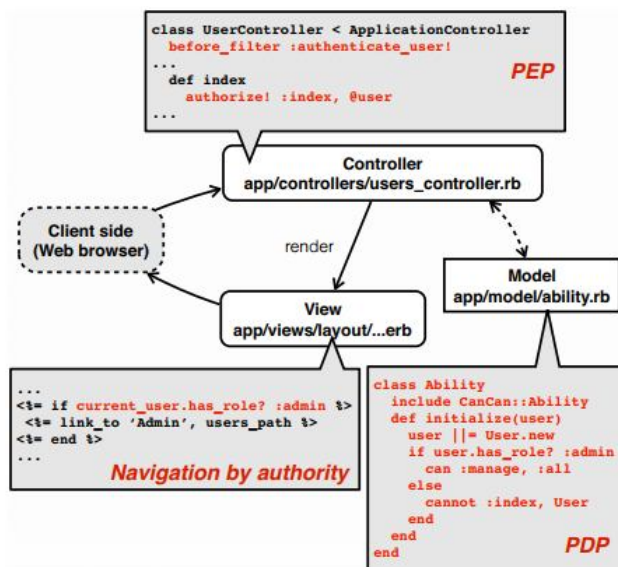 class UserController < ApplicationController
before_filter :authenticate_user!
...
def index
authorize! :index, @user
...
PEP
Controller
app/controllers/users_controller.rb
Client side
(Web browser)
render
Model
app/model/ability.rb
View
app/views/layout/...erb
...
<%= if current_user.has_role? :admin %>
<%= link_to ‘Admin’, users_path %>
<%= end %>
...
Navigation by authority
class Ability
include CanCan::Ability
def initialize(user)
user ||= User.new
if user.has_role? :admin
can :manage, :all
else
cannot :index, User
end
end
end
PDP